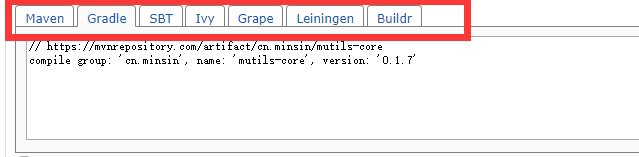 Maven Gradle SBT Ivy Grape Leiningen Buildr
// https://mvnrepository.com/artifact/cn.minsin/mutils-core
compile group: 'cn.minsin', name: 'mutils-core', version: '0.1.7'